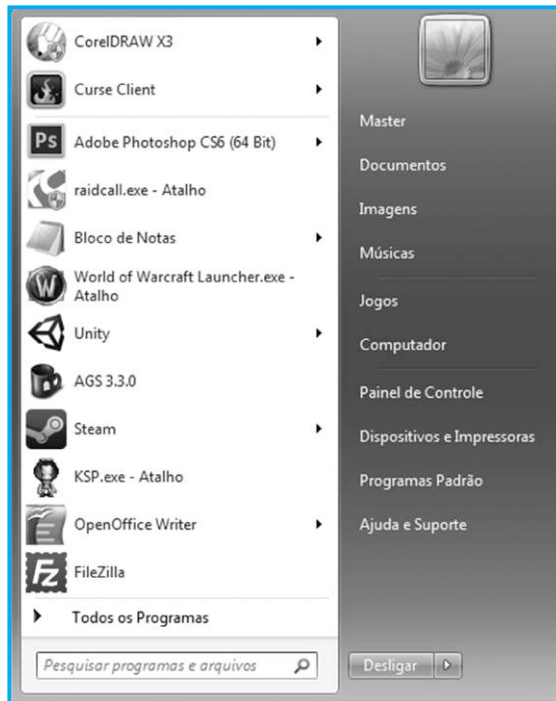 CorelDRAW X3
Curse Client
Ps
Adobe Photoshop CS6 (64 Bit)
raidcall.exe - Atalho
Bloco de Notas
World of Warcraft Launcher.exe -
Atalho
Unity
AGS 3.3.0
Steam
KSP.exe - Atalho
OpenOffice Writer
Fz
FileZilla
Todos os Programas
Pesquisar programas e arquivos
Master
Documentos
Imagens
Músicas
Jogos
Computador
Painel de Controle
Dispositivos e Impressoras
Programas Padrão
Ajuda e Suporte
Desligar